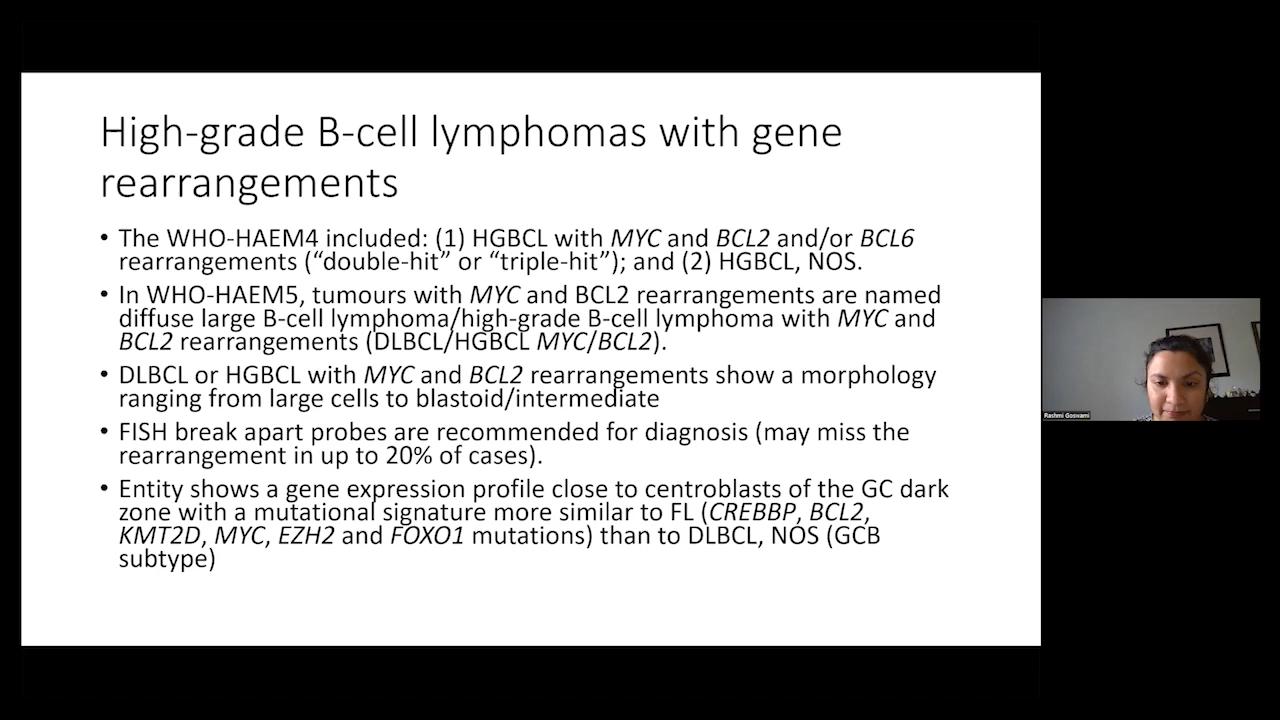 High-grade B-cell lymphomas with gene
rearrangements
• The WHO-HAEM4 included: (1) HGBCL with MYC and BCL2 and/or BCL6
rearrangements (“double-hit” or “triple-hit”); and (2) HGBCL, NOS.
• In WHO-HAEM5, tumours with MYC and BCL2 rearrangements are named
diffuse large B-cell lymphoma/high-grade B-cell lymphoma with MYC and
BCL2 rearrangements (DLBCL/HGBCL MYC/BCL2).
• DLBCL or HGBCL with MYC and BCL2 rearrangements show a morphology
ranging from large cells to blastoid/intermediate
• FISH break apart probes are recommended for diagnosis (may miss the
rearrangement in up to 20% of cases).
• Entity shows a gene expression profile close to centroblasts of the GC dark
zone with a mutational signature more similar to FL (CREBBP, BCL2,
KMT2D, MYC, EZH2 and FOXO1 mutations) than to DLBCL, NOS (GCB
subtype)
Rashmi Goswami